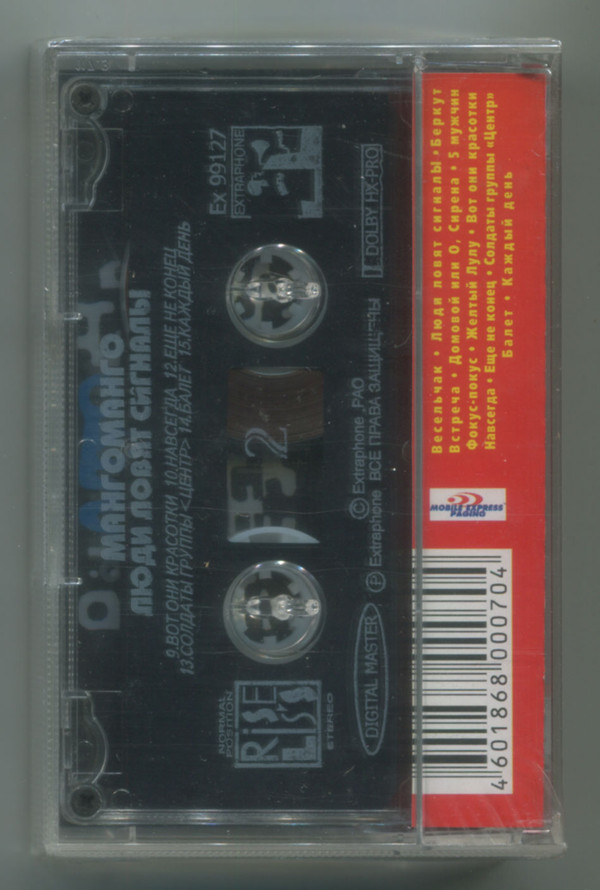 МАНГО МАНГО
ЛЮДИ ЛОВЯТ СИГНАЛЫ
9.ВОТ ОНИ КРАСОТКИ 10.НАВСЕГДА 12.ЕЩЕ НЕ КОНЕЦ
13.СОЛДАТЫ ГРУППЫ <ЦЕНТР> 14.БАЛЕТ 15.КАЖДЫЙ ДЕНЬ
NORMAL
POSITION
RiSE
LIS'S
STEREO
2
Ex 99127
EXTRAPHONE
© Extraphone, РАО
Ⓟ Extraphone ВСЕ ПРАВА ЗАЩИЩЕНЫ
DIGITAL MASTER
DOLBY HX-PRO
Весельчак • Люди ловят сигналы • Беркут
Встреча • Домовой или О, Сирена • 5 мужчин
Фокус-покус • Желтый Лулу • Вот они красотки
Навсегда • Еще не конец • Солдаты группы «Центр»
Балет • Каждый день
MOBILE EXPRESS
PAGING
4 601868 000704